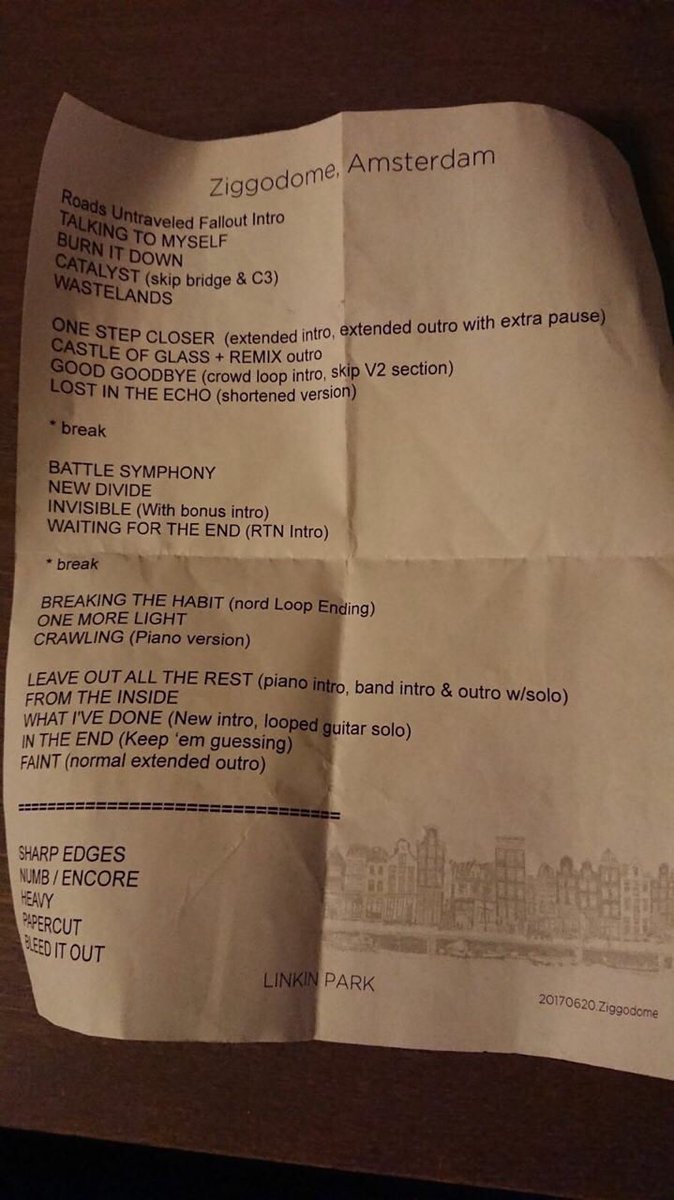 Ziggodome, Amsterdam
Roads Untraveled Fallout Intro
TALKING TO MYSELF
BURN IT DOWN
CATALYST (skip bridge & C3)
WASTELANDS
ONE STEP CLOSER (extended intro, extended outro with extra pause)
CASTLE OF GLASS + REMIX outro
GOOD GOODBYE (crowd loop intro, skip V2 section)
LOST IN THE ECHO (shortened version)
* break
BATTLE SYMPHONY
NEW DIVIDE
INVISIBLE (With bonus intro)
WAITING FOR THE END (RTN Intro)
* break
BREAKING THE HABIT (nord Loop Ending)
ONE MORE LIGHT
CRAWLING (Piano version)
LEAVE OUT ALL THE REST (piano intro, band intro & outro w/solo)
FROM THE INSIDE
WHAT I'VE DONE (New intro, looped guitar solo)
IN THE END (Keep ‘em guessing)
FAINT (normal extended outro)
==================================
SHARP EDGES
NUMB / ENCORE
HEAVY
PAPERCUT
BLEED IT OUT
LINKIN PARK
20170620.Ziggodome